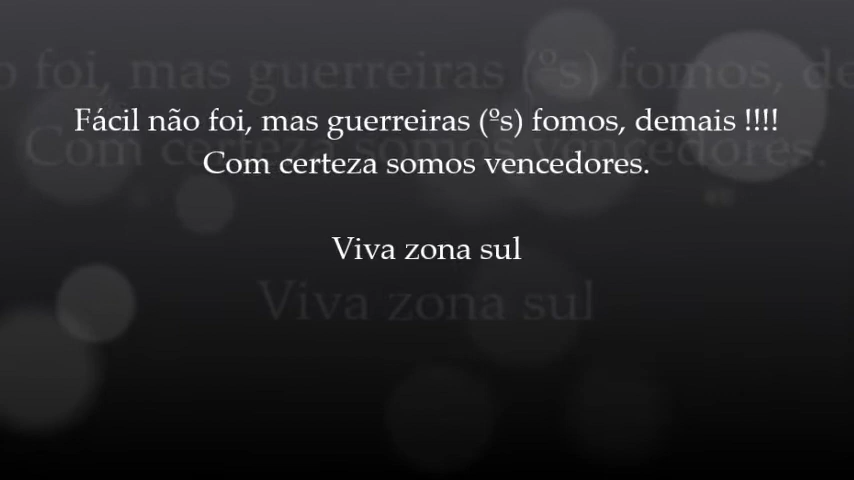 Fácil não foi, mas guerreiras (ºs) fomos, demais !!!!
Com certeza somos vencedores.
Viva zona sul